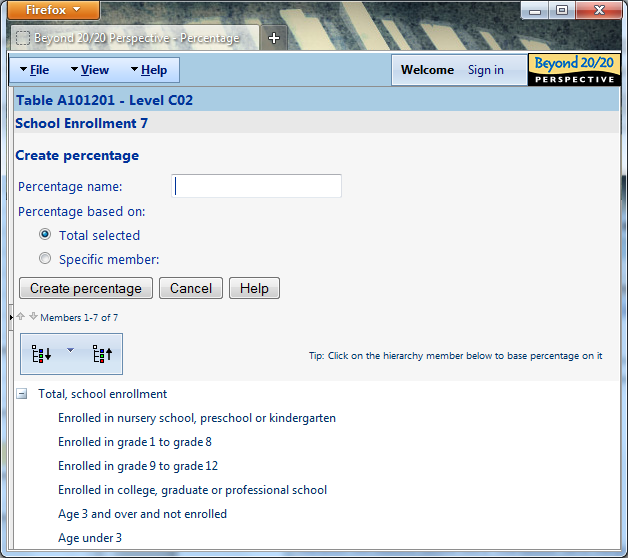 Firefox
Beyond 20/20 Perspective - Percentage
File View Help
Welcome Sign in
Beyond 20/20
PERSPECTIVE
Table A101201 - Level C02
School Enrollment 7
Create percentage
Percentage name:
Percentage based on:
Total selected
Specific member:
Create percentage Cancel Help
Members 1-7 of 7
Tip: Click on the hierarchy member below to base percentage on it
Total, school enrollment
Enrolled in nursery school, preschool or kindergarten
Enrolled in grade 1 to grade 8
Enrolled in grade 9 to grade 12
Enrolled in college, graduate or professional school
Age 3 and over and not enrolled
Age under 3